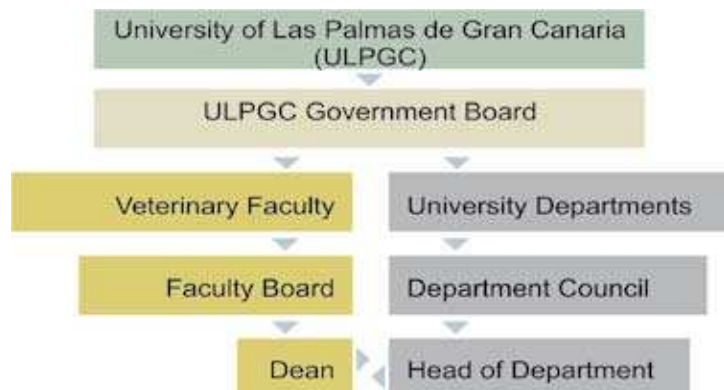 University of Las Palmas de Gran Canaria
(ULPGC)
ULPGC Government Board
Veterinary Faculty
University Departments
Faculty Board
Department Council
Dean
Head of Department